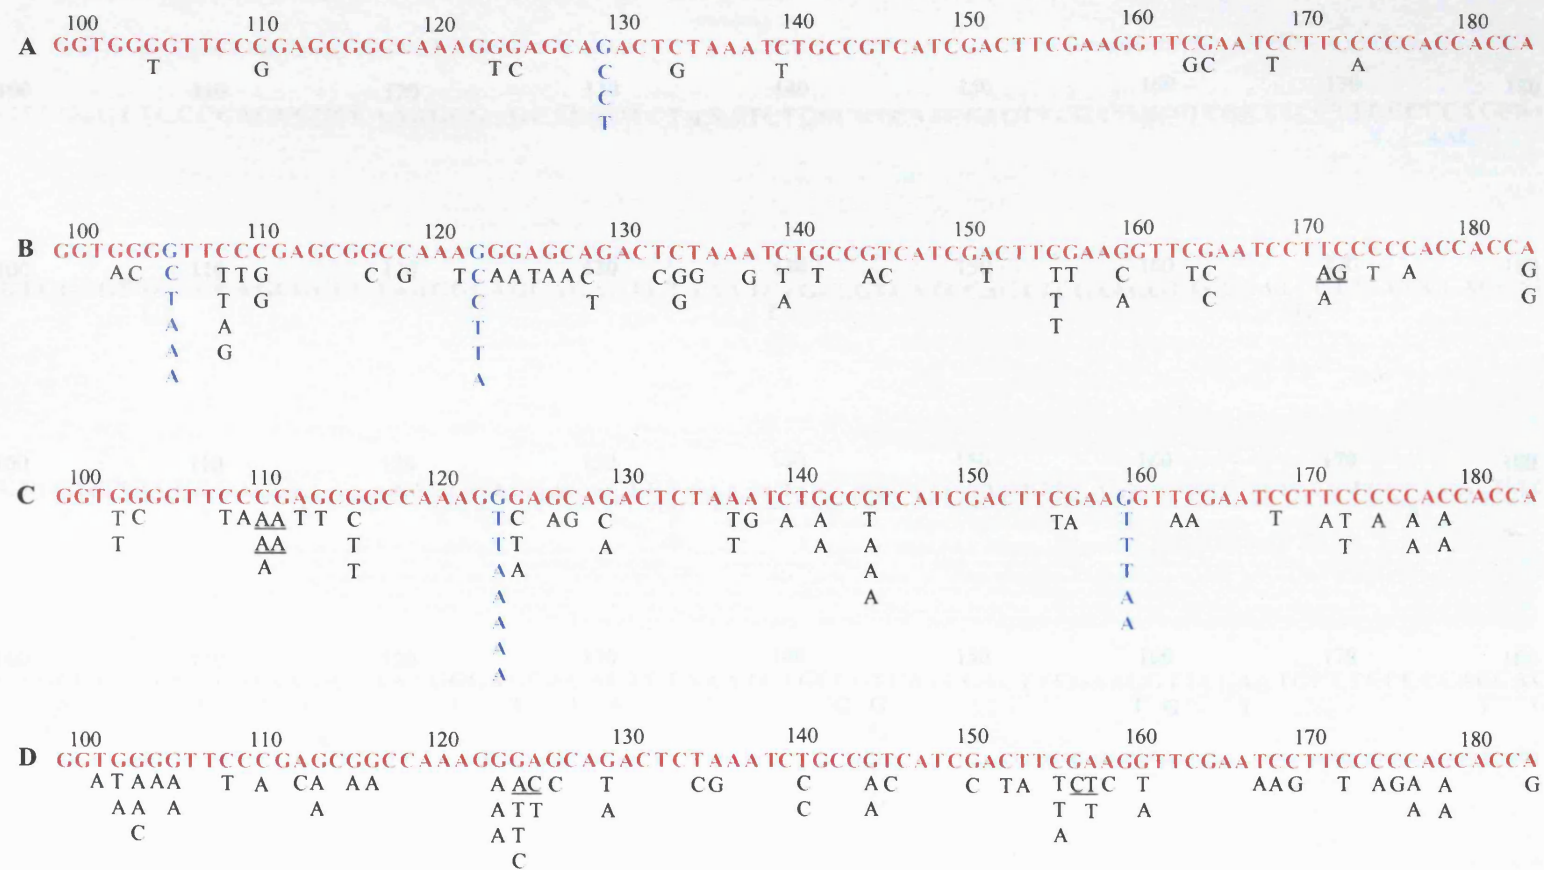 100 110 120 130 140 150 160 170 180
A GGTGGGGTTCCCGAGCGGCCAAAGGGAGCAGACTCTAAATCTGCCGTCATCGACTTCGAAGGTTCGAATCCTTCCCCCACCACCA
T G T C C G T G C T A
C
T
100 110 120 130 140 150 160 170 180
B GGTGGGGTTCCCGAGCGGCCAAAGGGAGCAGACTCTAAATCTGCCGTCATCGACTTCGAAGGTTCGAATCCTTCCCCCACCACCA
A C C T T G C G T C A A T A A C C G G G T T A C T T T C T C A G T A G
T T G C T G A T A C A G
A A T T
A G T
A A
100 110 120 130 140 150 160 170 180
C GGTGGGGTTCCCGAGCGGCCAAAGGGAGCAGACTCTAAATCTGCCGTCATCGACTTCGAAGGTTCGAATCCTTCCCCCACCACCA
T C T A A A T T C T C A G C T G A A T T A T A A T A T A A A
T A A T T T A T A A T T A A
A T A A A T
A A A
A A
A
A
100 110 120 130 140 150 160 170 180
D GGTGGGGTTCCCGAGCGGCCAAAGGGAGCAGACTCTAAATCTGCCGTCATCGACTTCGAAGGTTCGAATCCTTCCCCCACCACCA
A T A A A T A C A A A A A C C T C G C A C C T A T C T C T A A G T A G A A G
A A A A A T T A C A T T A A A
C A T A
C